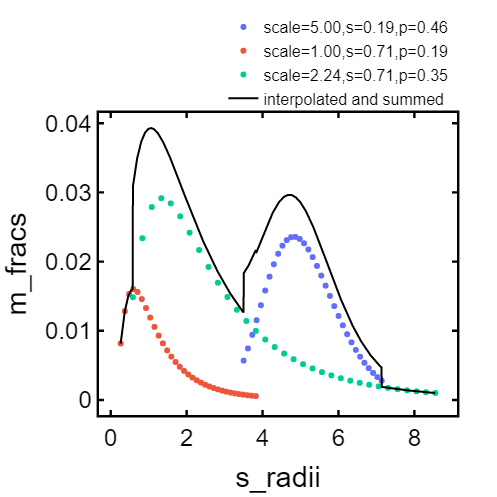 scale=5.00,s=0.19,p=0.46
scale=1.00,s=0.71,p=0.19
scale=2.24,s=0.71,p=0.35
interpolated and summed
0.04
0.03
0.02
0.01
0
m_fracs
0 2 4 6 8
s_radii